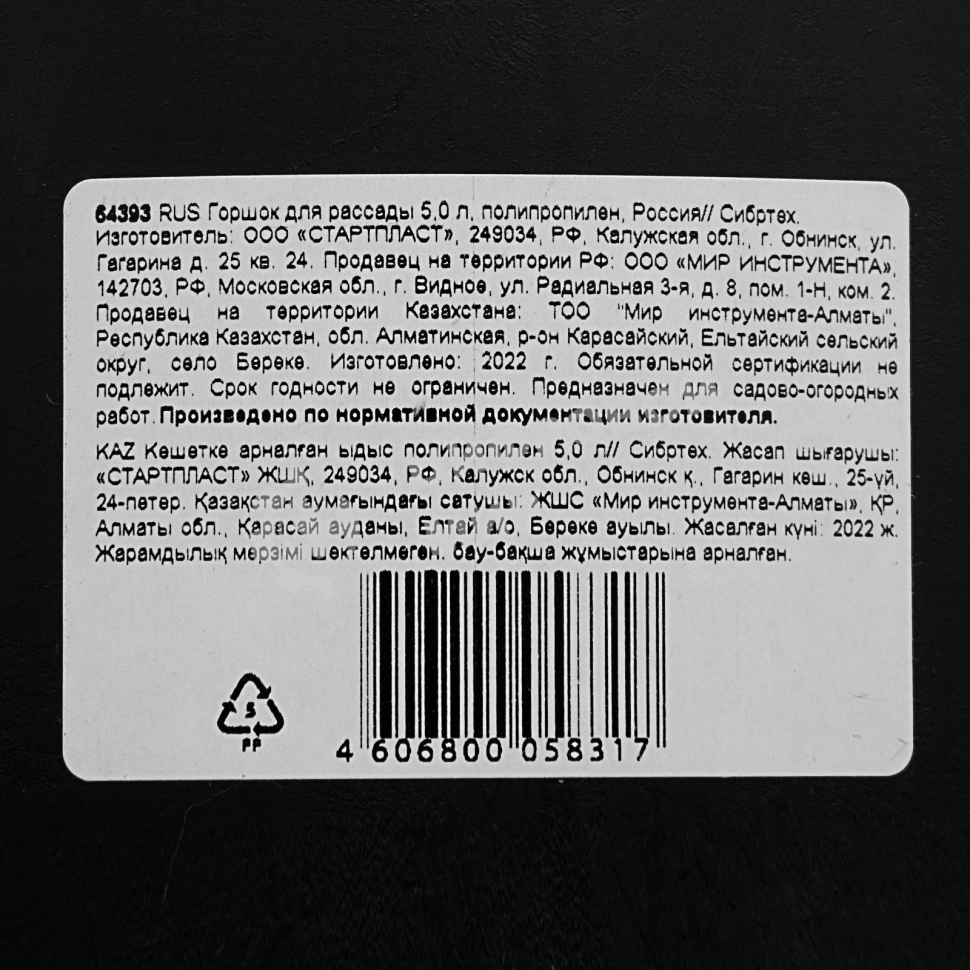 64393 RUS Горшок для рассады 5,0 л, полипропилен, Россия// Сибртех.
Изготовитель: ООО «СТАРТПЛАСТ», 249034, РФ, Калужская обл., г. Обнинск, ул.
Гагарина д. 25 кв. 24. Продавец на территории РФ: ООО «МИР ИНСТРУМЕНТА»,
142703, РФ, Московская обл., г. Видное, ул. Радиальная 3-я, д. 8, пом. 1-Н, ком. 2.
Продавец на территории Казахстана: ТОО "Мир инструмента-Алматы",
Республика Казахстан, обл. Алматинская, р-он Карасайский, Ельтайский сельский
округ, село Береке. Изготовлено: 2022 г. Обязательной сертификации не
подлежит. Срок годности не ограничен. Предназначен для садово-огородных
работ. Произведено по нормативной документации изготовителя.
KAZ Көшетке арналған ыдыс полипропилен 5,0 л// Сибртех. Жасап шығарушы:
«СТАРТПЛАСТ» ЖШҚ, 249034, РФ, Калужск обл., Обнинск қ., Гагарин көш., 25-үй,
24-пәтер. Қазақстан аумағындағы сатушы: ЖШС «Мир инструмента-Алматы», ҚР,
Алматы обл., Қарасай ауданы, Елтай а/о, Береке ауылы. Жасалған күні: 2022 ж.
Жарамдылық мерзімі шектелмеген. бау-бақша жұмыстарына арналған.
5
PP
4 606800 058317